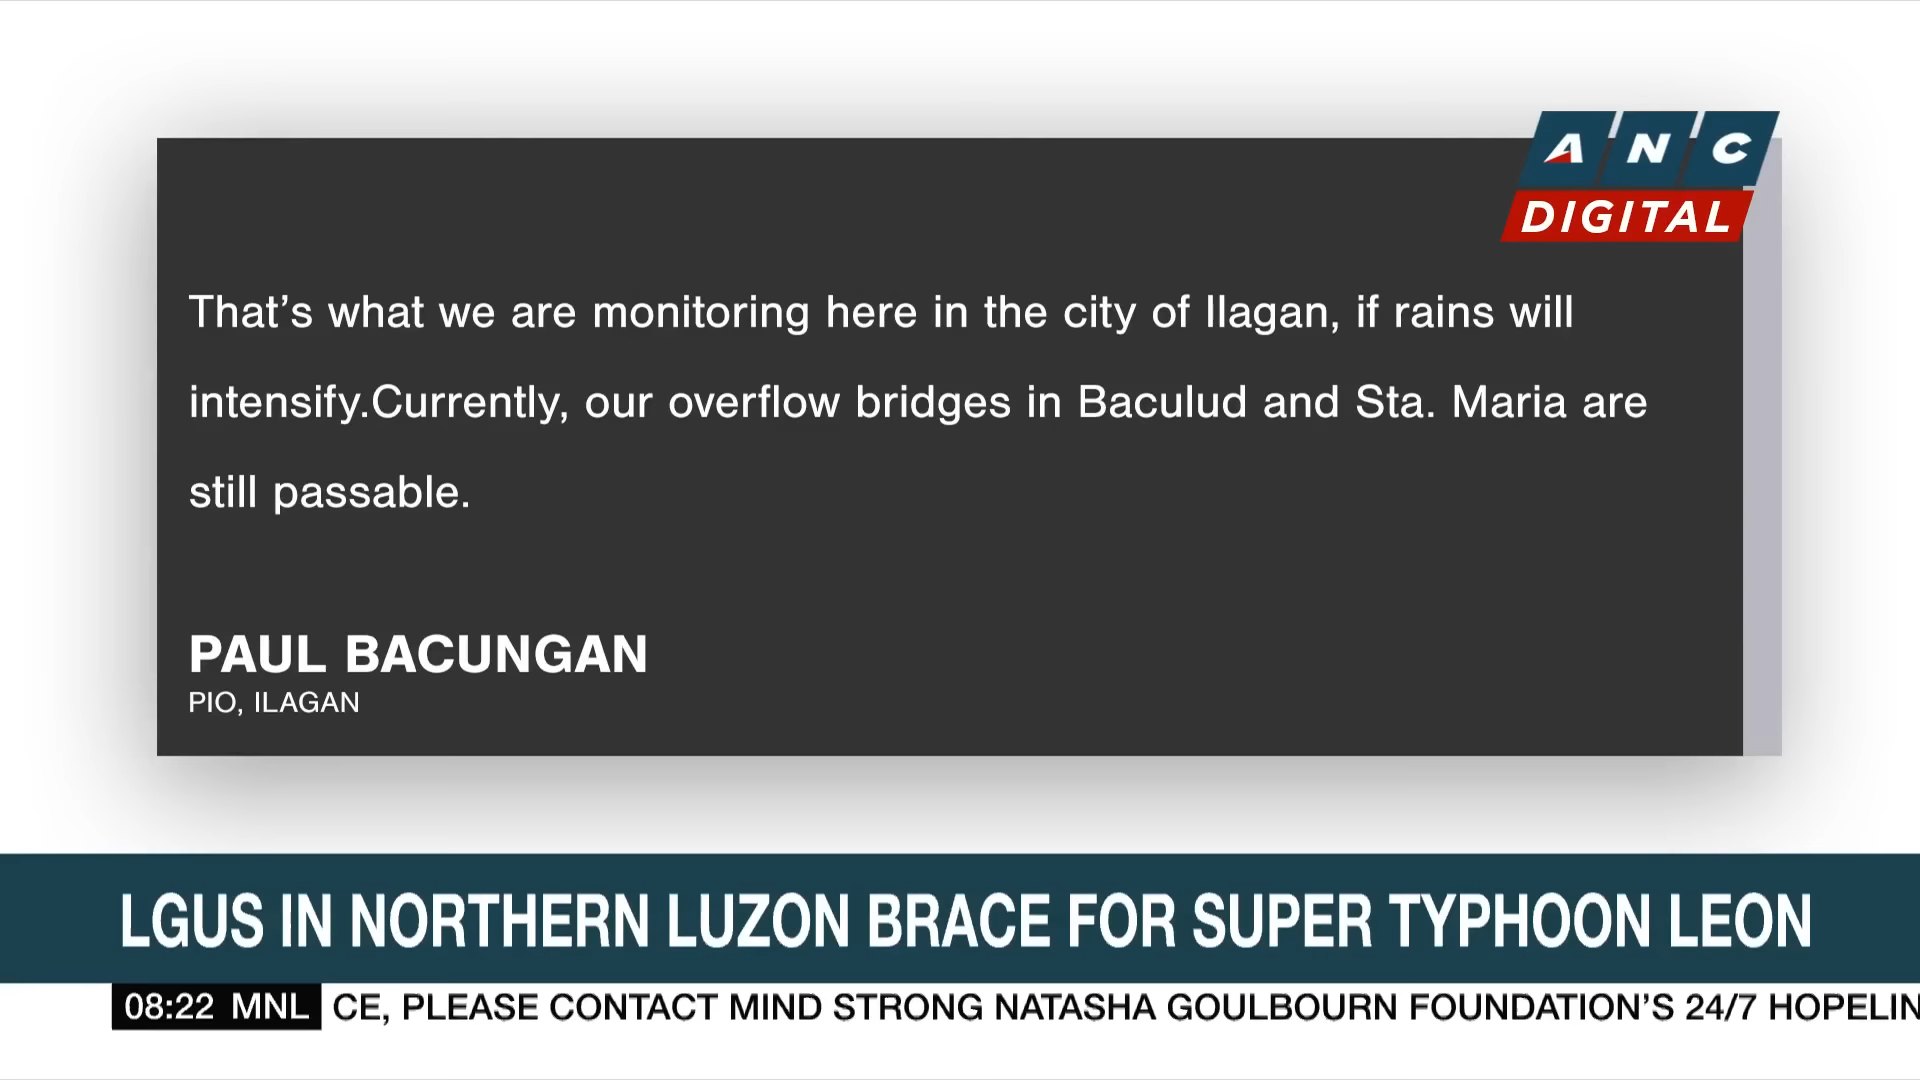 ANC
DIGITAL
That’s what we are monitoring here in the city of Ilagan, if rains will
intensify.Currently, our overflow bridges in Baculud and Sta. Maria are
still passable.
PAUL BACUNGAN
PIO, ILAGAN
LGUS IN NORTHERN LUZON BRACE FOR SUPER TYPHOON LEON
08:22 MNL CE, PLEASE CONTACT MIND STRONG NATASHA GOULBOURN FOUNDATION’S 24/7 HOPELIN